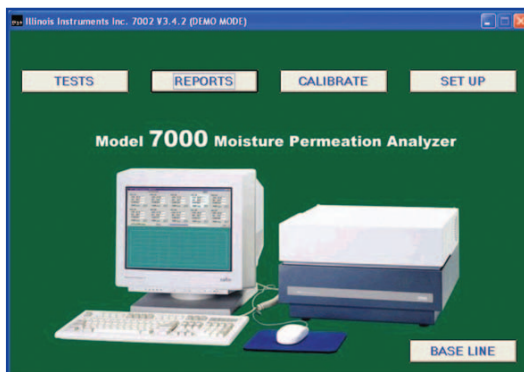 Illinois Instruments Inc. 7002 V3.4.2 (DEMO MODE)
TESTS REPORTS CALIBRATE SET UP
Model 7000 Moisture Permeation Analyzer
BASE LINE